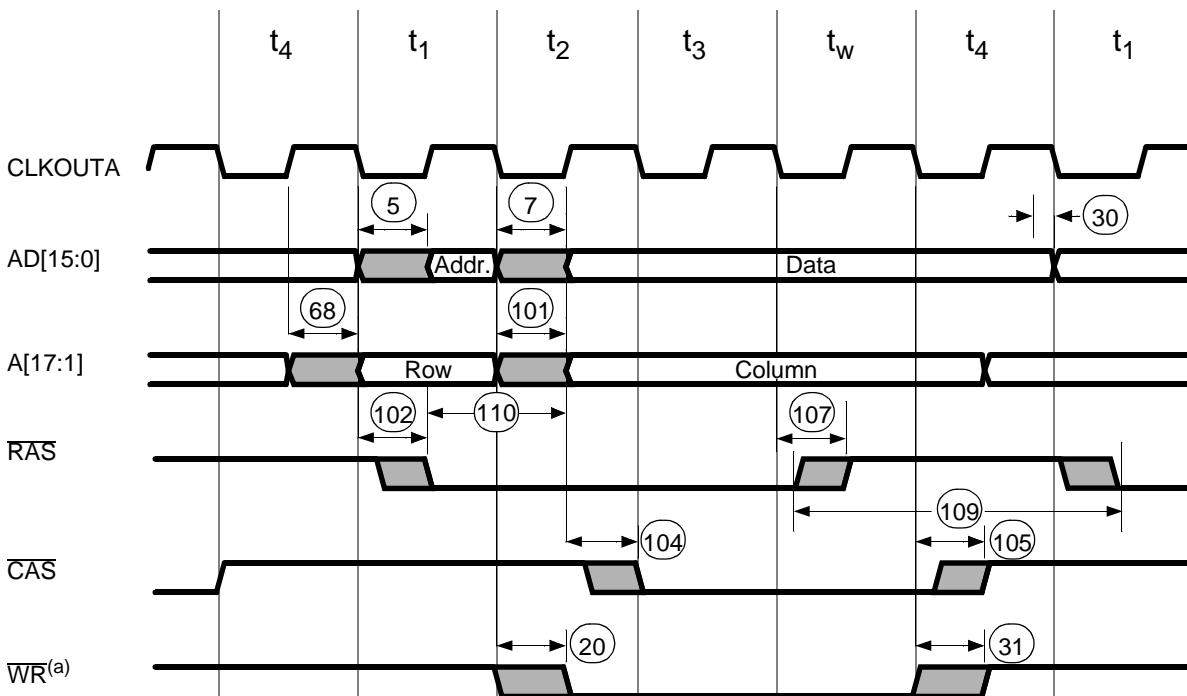 t4 t1 t2 t3 tw t4 t1
CLKOUTA
5 7 30
AD[15:0] Addr. Data
68 101
A[17:1] Row Column
102 110 107
RAS
109
104 105
CAS
20 31
WR(a)